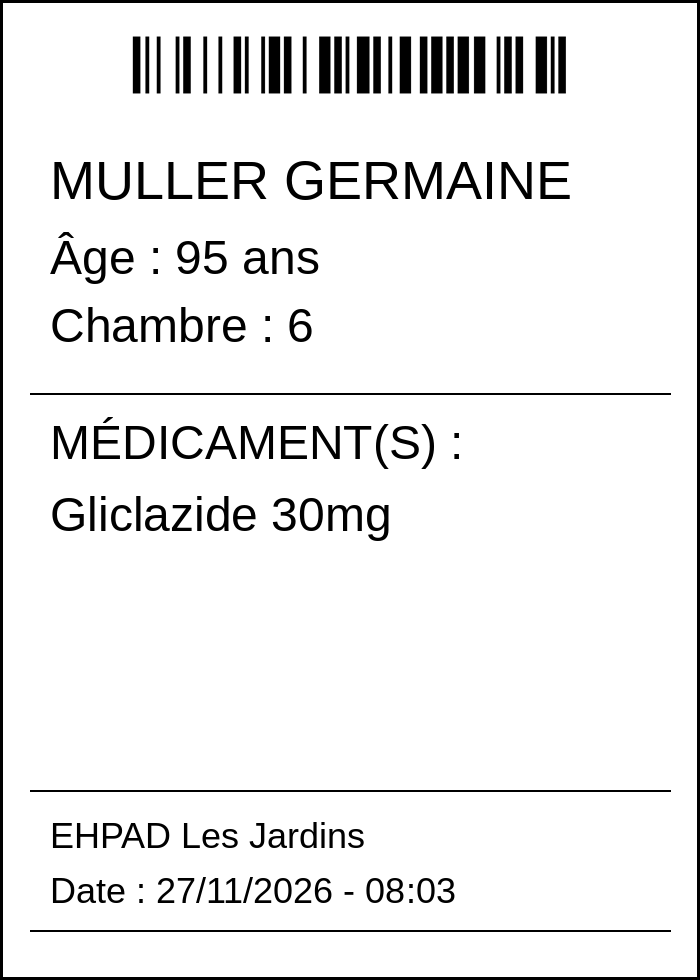 MULLER GERMAINE
Âge : 95 ans
Chambre : 6
MÉDICAMENT(S) :
Gliclazide 30mg
EHPAD Les Jardins
Date : 27/11/2026 - 08:03